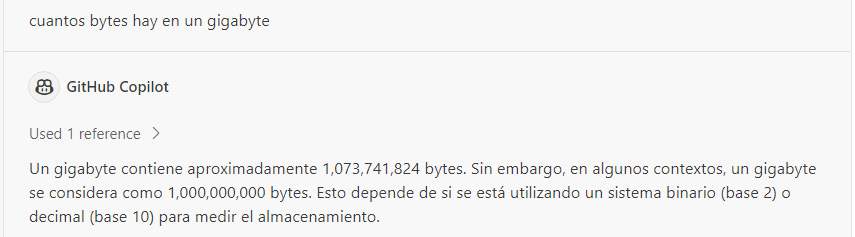 cuantos bytes hay en un gigabyte
GitHub Copilot
Used 1 reference
Un gigabyte contiene aproximadamente 1,073,741,824 bytes. Sin embargo, en algunos contextos, un gigabyte
se considera como 1,000,000,000 bytes. Esto depende de si se está utilizando un sistema binario (base 2) o
decimal (base 10) para medir el almacenamiento.